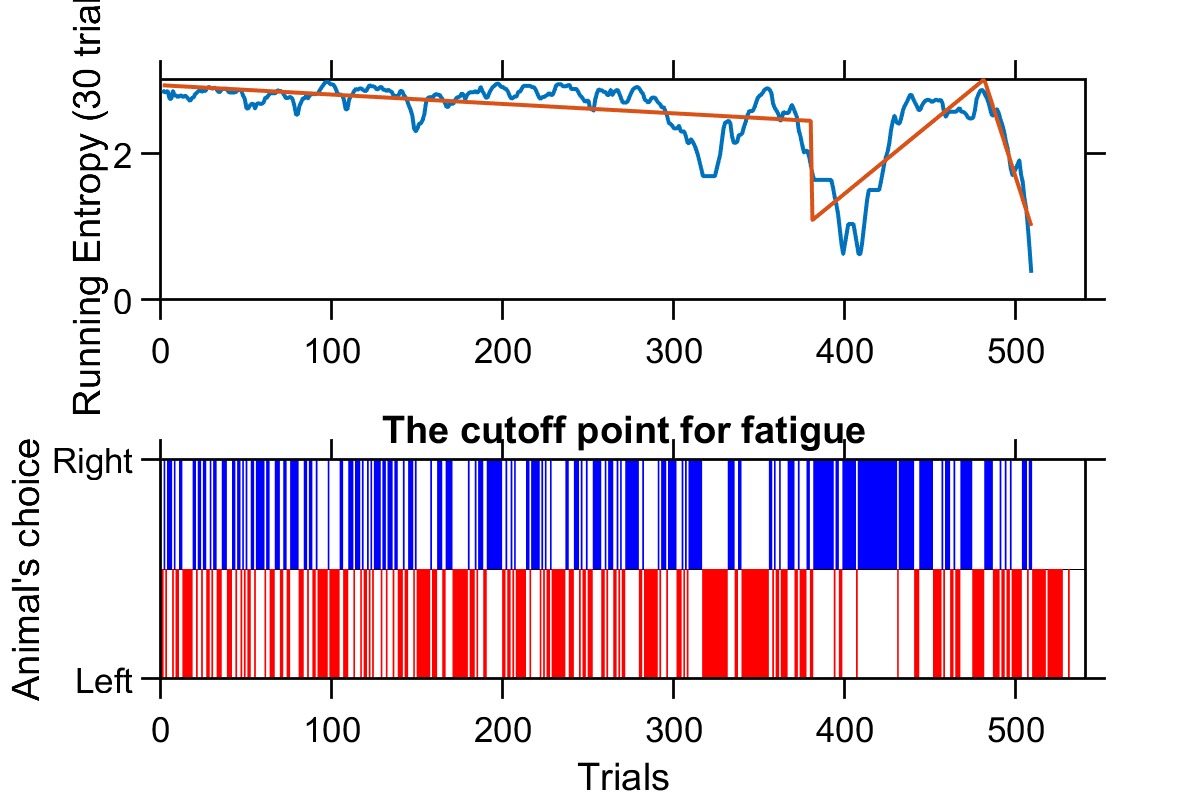 Running Entropy (30 trial
2
0
0 100 200 300 400 500
The cutoff point for fatigue
Animal's choice
Right
Left
0 100 200 300 400 500
Trials